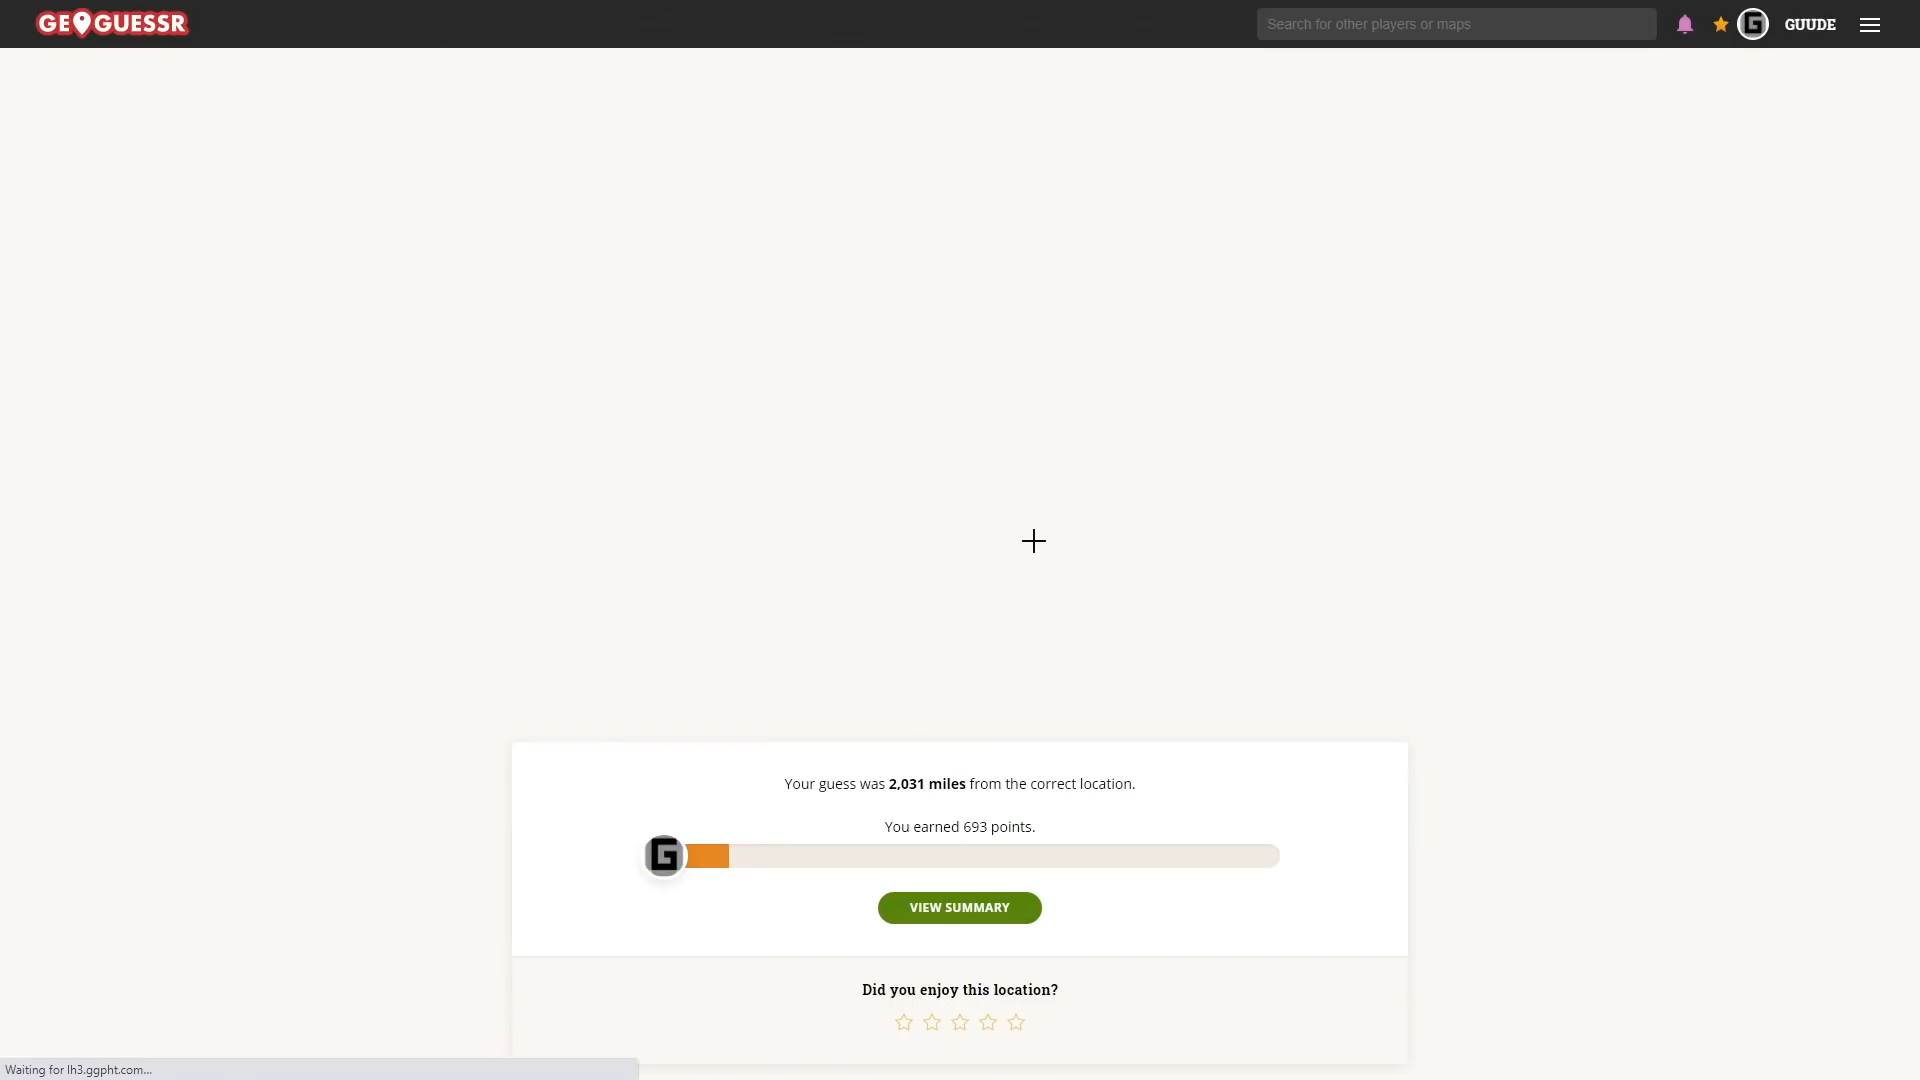 GEOGUESSR
Search for other players or maps
GUUDE
Your guess was 2,031 miles from the correct location.
You earned 693 points.
G
VIEW SUMMARY
Did you enjoy this location?
Waiting for lh3.ggpht.com...